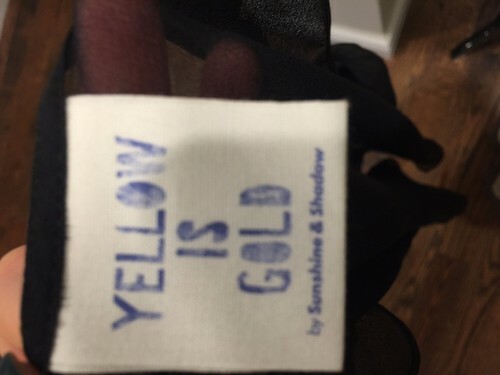 YELLOW
IS
GOLD
by Sunshine & Shadow